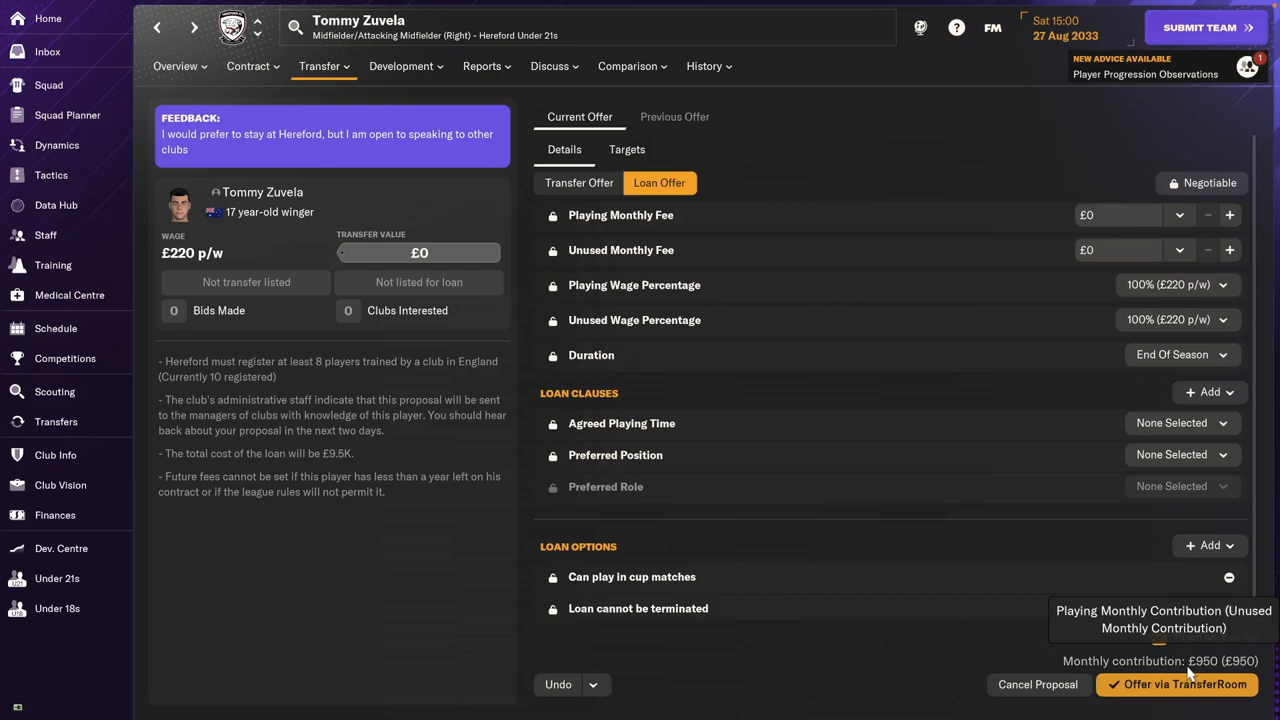 Home
Inbox
Squad
Squad Planner
Dynamics
Tactics
Data Hub
Staff
Training
Medical Centre
Schedule
Competitions
Scouting
Transfers
Club Info
Club Vision
Finances
Dev. Centre
U21
Under 21s
U18
Under 18s
Tommy Zuvela
Midfielder/Attacking Midfielder (Right) - Hereford Under 21s
FM
Sat 15:00
27 Aug 2033
SUBMIT TEAM
NEW ADVICE AVAILABLE
Player Progression Observations
1
Overview
Contract
Transfer
Development
Reports
Discuss
Comparison
History
FEEDBACK:
I would prefer to stay at Hereford, but I am open to speaking to other
clubs
Tommy Zuvela
17 year-old winger
WAGE
£220 p/w
TRANSFER VALUE
£0
Not transfer listed
Not listed for loan
0 Bids Made
0 Clubs Interested
- Hereford must register at least 8 players trained by a club in England
(Currently 10 registered)
- The club's administrative staff indicate that this proposal will be sent
to the managers of clubs with knowledge of this player. You should hear
back about your proposal in the next two days.
- The total cost of the loan will be £9.5K.
- Future fees cannot be set if this player has less than a year left on his
contract or if the league rules will not permit it.
Current Offer
Previous Offer
Details
Targets
Transfer Offer
Loan Offer
Negotiable
Playing Monthly Fee
£0
Unused Monthly Fee
£0
Playing Wage Percentage
100% (£220 p/w)
Unused Wage Percentage
100% (£220 p/w)
Duration
End Of Season
LOAN CLAUSES
Add
Agreed Playing Time
None Selected
Preferred Position
None Selected
Preferred Role
None Selected
LOAN OPTIONS
Add
Can play in cup matches
Loan cannot be terminated
Playing Monthly Contribution (Unused
Monthly Contribution)
Monthly contribution: £950 (£950)
Undo
Cancel Proposal
Offer via TransferRoom